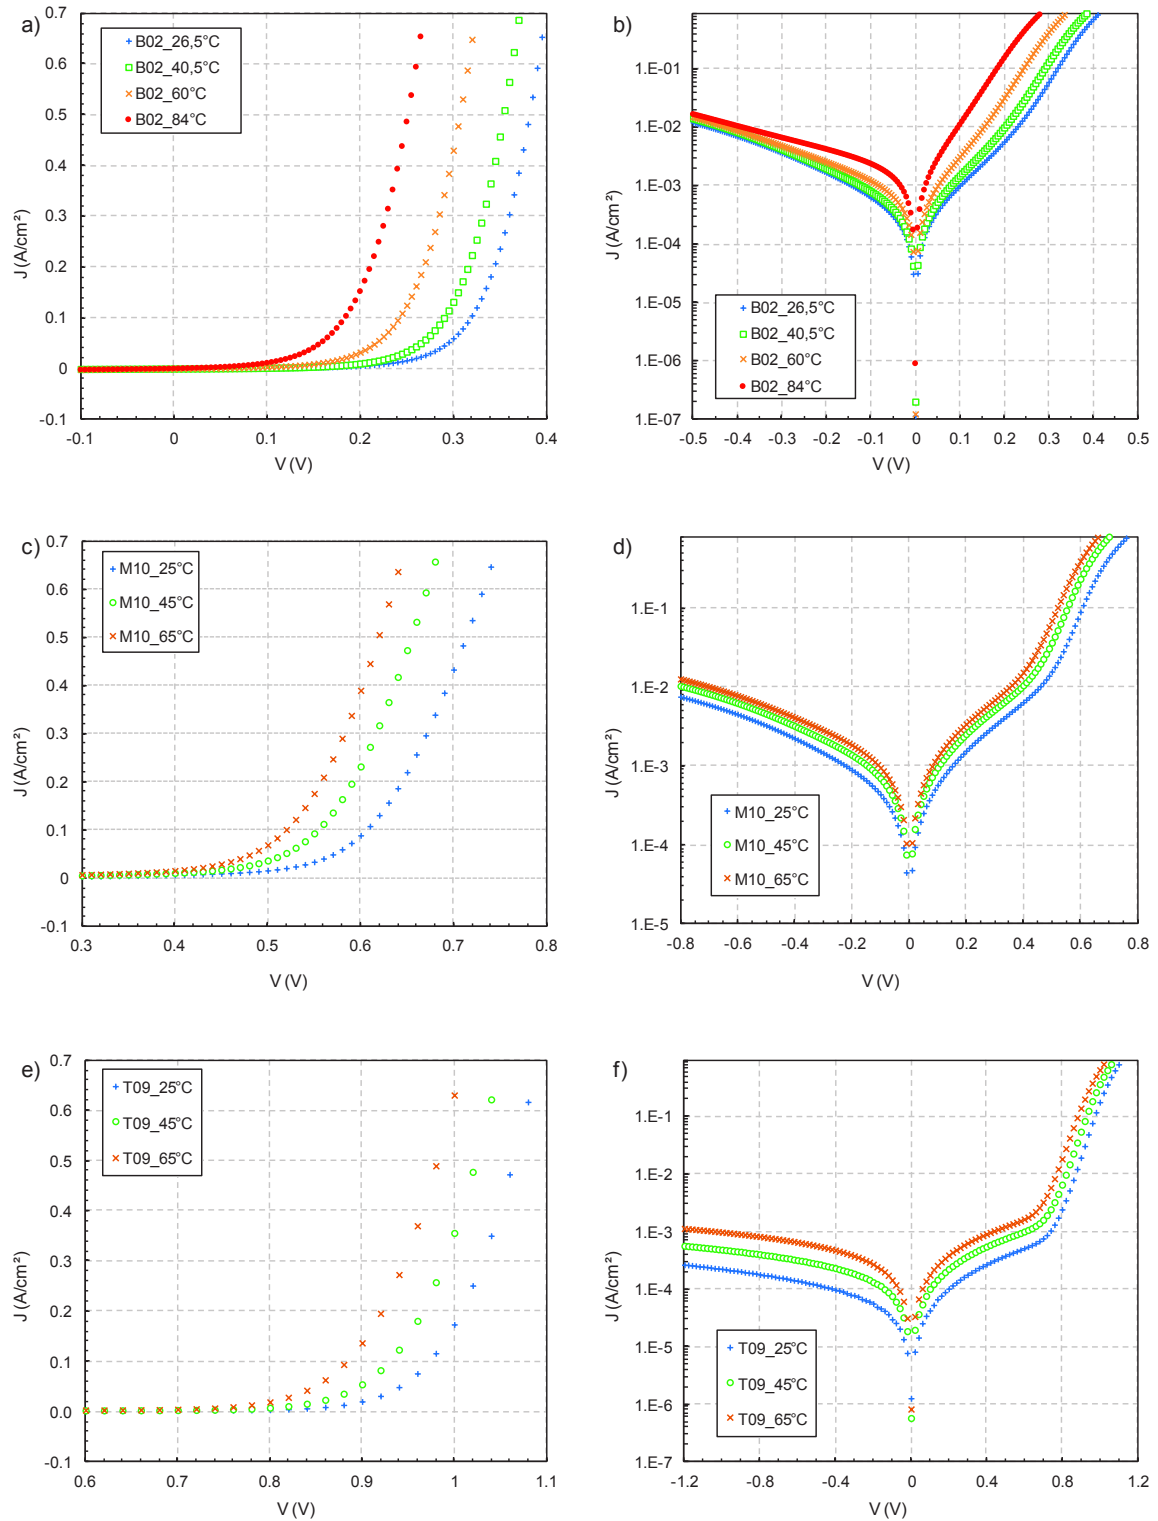 a)
0.7
0.6
0.5
0.4
0.3
0.2
0.1
0
-0.1
-0.1
0
0.1
0.2
0.3
0.4
J (A/cm²)
V (V)
B02_26,5°C
B02_40,5°C
B02_60°C
B02_84°C
b)
1.E-01
1.E-02
1.E-03
1.E-04
1.E-05
1.E-06
1.E-07
-0.5
-0.4
-0.3
-0.2
-0.1
0
0.1
0.2
0.3
0.4
0.5
J (A/cm²)
V (V)
B02_26,5°C
B02_40,5°C
B02_60°C
B02_84°C
c)
0.7
0.6
0.5
0.4
0.3
0.2
0.1
0
-0.1
0.3
0.4
0.5
0.6
0.7
0.8
J (A/cm²)
V (V)
M10_25°C
M10_45°C
M10_65°C
d)
1.E-1
1.E-2
1.E-3
1.E-4
1.E-5
-0.8
-0.6
-0.4
-0.2
0
0.2
0.4
0.6
0.8
J (A/cm²)
V (V)
M10_25°C
M10_45°C
M10_65°C
e)
0.7
0.6
0.5
0.4
0.3
0.2
0.1
0.0
-0.1
0.6
0.7
0.8
0.9
1
1.1
J (A/cm²)
V (V)
T09_25°C
T09_45°C
T09_65°C
f)
1.E-1
1.E-2
1.E-3
1.E-4
1.E-5
1.E-6
1.E-7
-1.2
-0.8
-0.4
0
0.4
0.8
1.2
J (A/cm²)
V (V)
T09_25°C
T09_45°C
T09_65°C